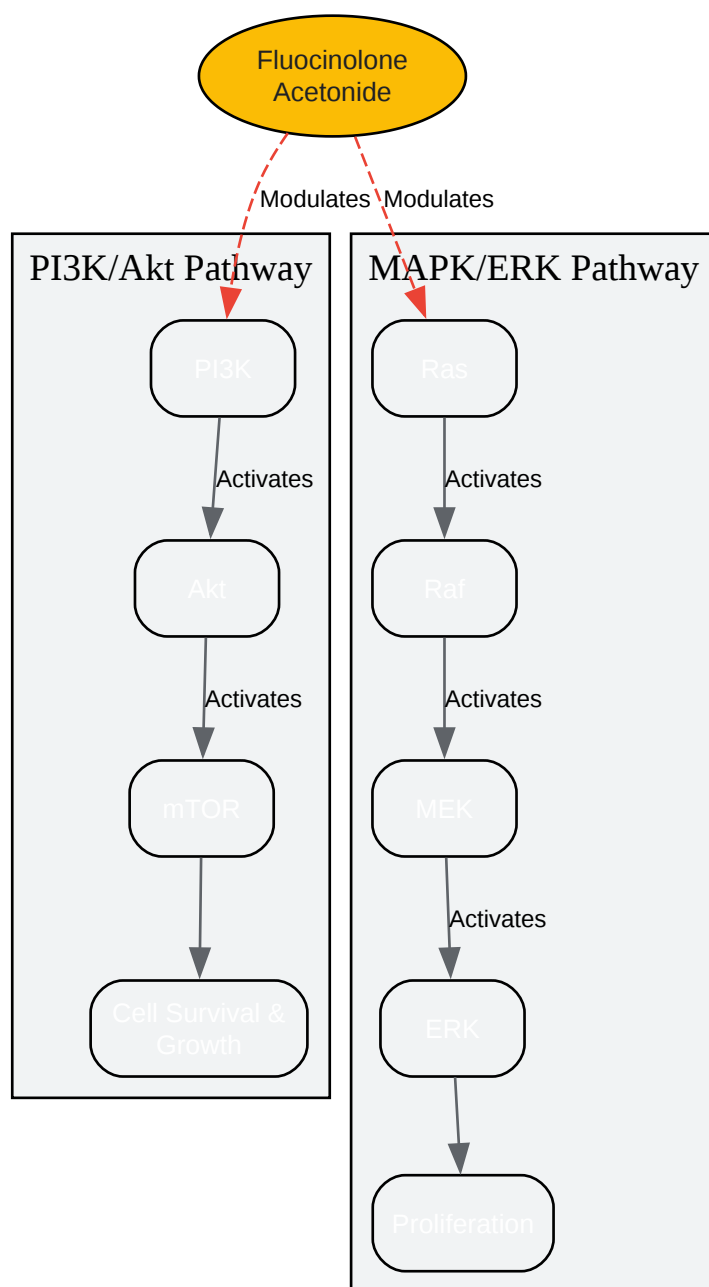 Fluocinolone
Acetonide
Modulates
Modulates
PI3K/Akt Pathway
PI3K
Activates
Akt
Activates
mTOR
Cell Survival &
Growth
MAPK/ERK Pathway
Ras
Activates
Raf
Activates
MEK
Activates
ERK
Proliferation